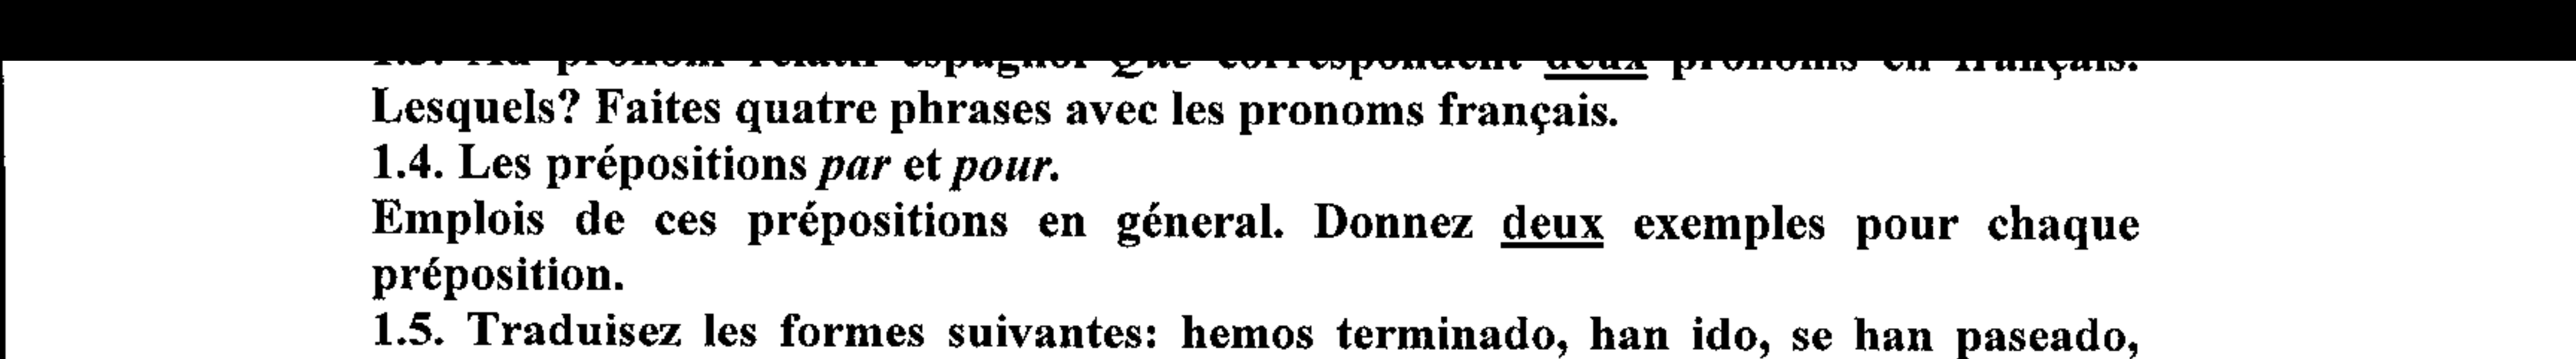 1.3. Au pronom relatif espagnol Que correspondent deux pronoms en français.
Lesquels? Faites quatre phrases avec les pronoms français.
1.4. Les prépositions par et pour.
Emplois de ces prépositions en géneral. Donnez deux exemples pour chaque
préposition.
1.5. Traduisez les formes suivantes: hemos terminado, han ido, se han paseado,